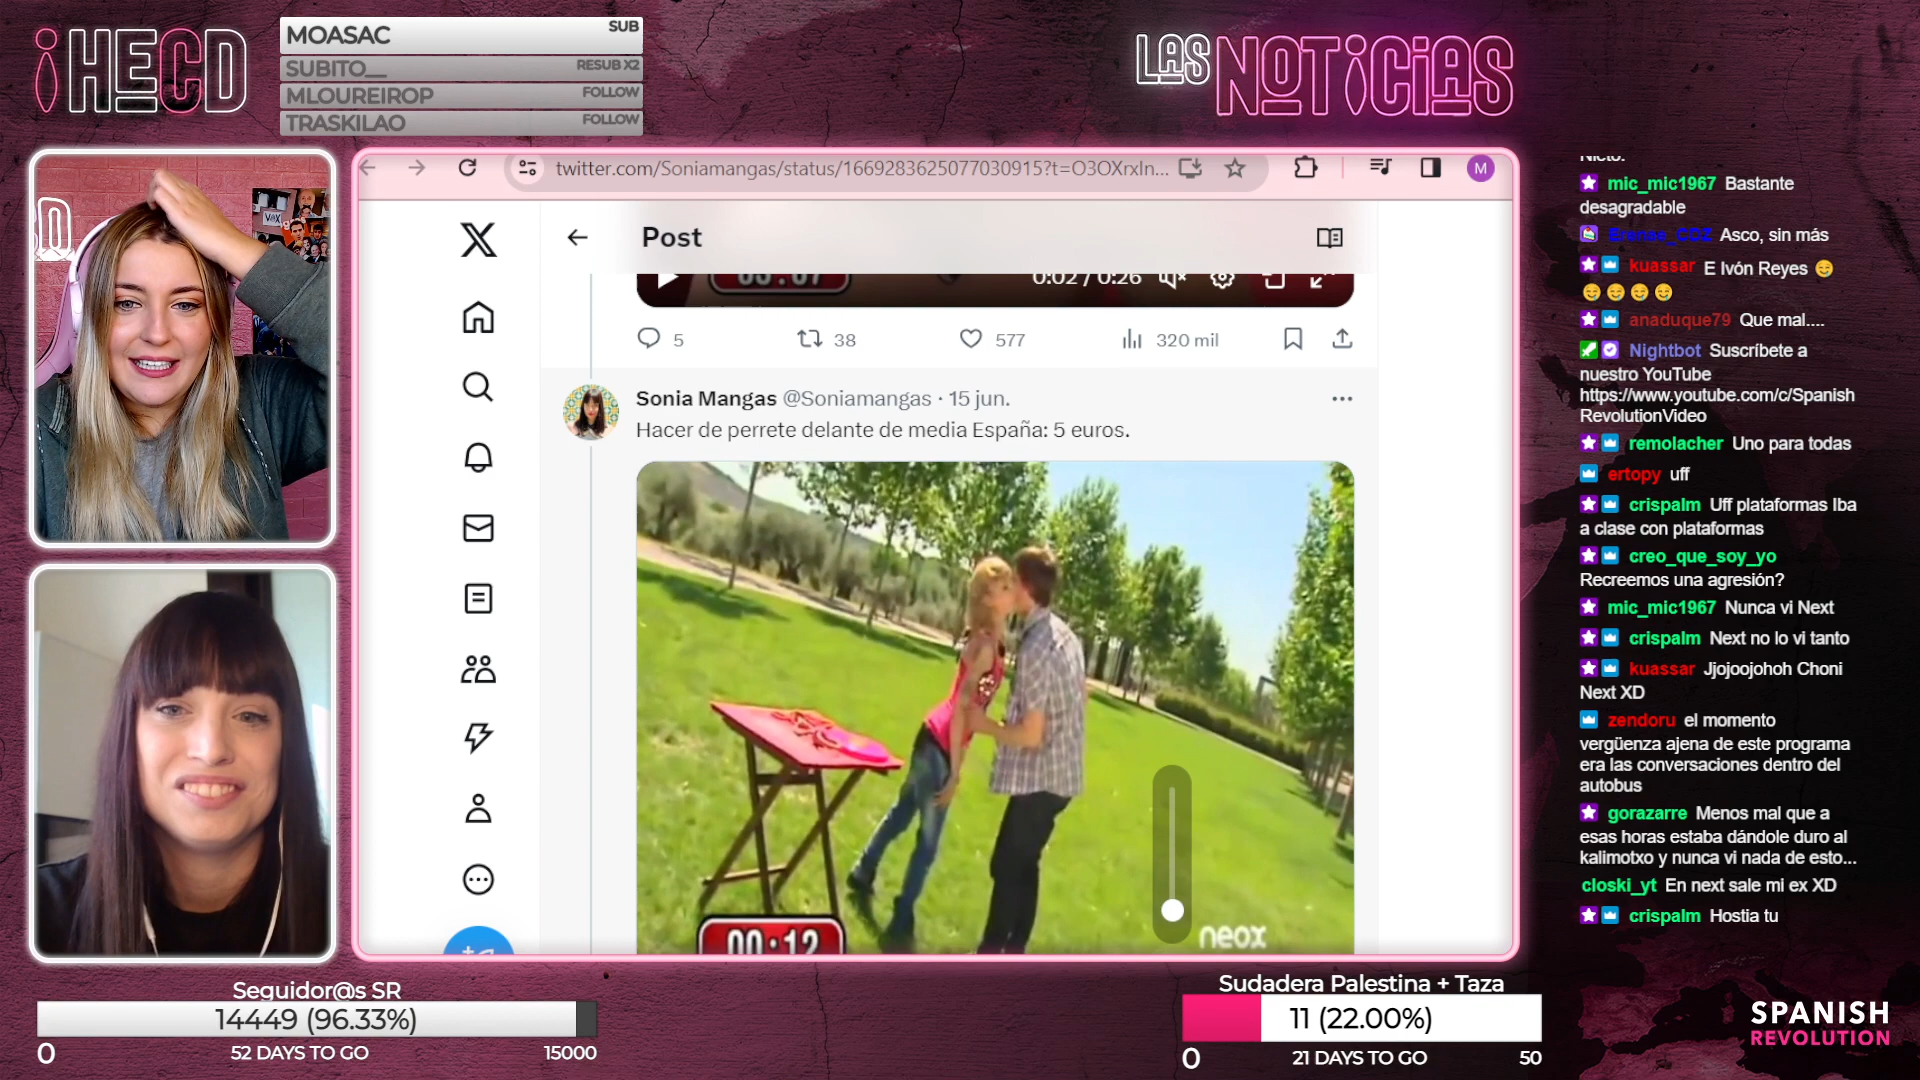 ¡HECD
MOASAC SUB
SUBITO__ RESUB X2
MLOUREIROP FOLLOW
TRASKILAO FOLLOW
LAS NOTICIAS
twitter.com/Soniamangas/status/1669283625077030915?t=O3OXrxIn...
M
Post
0:02 / 0:26
5 38 577 320 mil
Sonia Mangas @Soniamangas · 15 jun.
Hacer de perrete delante de media España: 5 euros.
00:12
neox
VOX
mic_mic1967 Bastante
desagradable
Asco, sin más
kuassar E Ivón Reyes 😌
😌😌😌😌
anaduque79 Que mal....
Nightbot Suscríbete a
nuestro YouTube
https://www.youtube.com/c/Spanish
RevolutionVideo
remolacher Uno para todas
ertopy uff
crispalm Uff plataformas Iba
a clase con plataformas
creo_que_soy_yo
Recreemos una agresión?
mic_mic1967 Nunca vi Next
crispalm Next no lo vi tanto
kuassar Jjojoojohoh Choni
Next XD
zendoru el momento
vergüenza ajena de este programa
era las conversaciones dentro del
autobus
gorazarre Menos mal que a
esas horas estaba dándole duro al
kalimotxo y nunca vi nada de esto...
closki_yt En next sale mi ex XD
crispalm Hostia tu
Seguidor@s SR
14449 (96.33%)
0 52 DAYS TO GO 15000
Sudadera Palestina + Taza
11 (22.00%)
0 21 DAYS TO GO 50
SPANISH
REVOLUTION